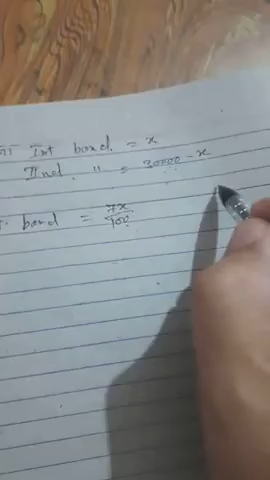 Ist bond = x
IInd " = 30000 - x
bond = 7x/100